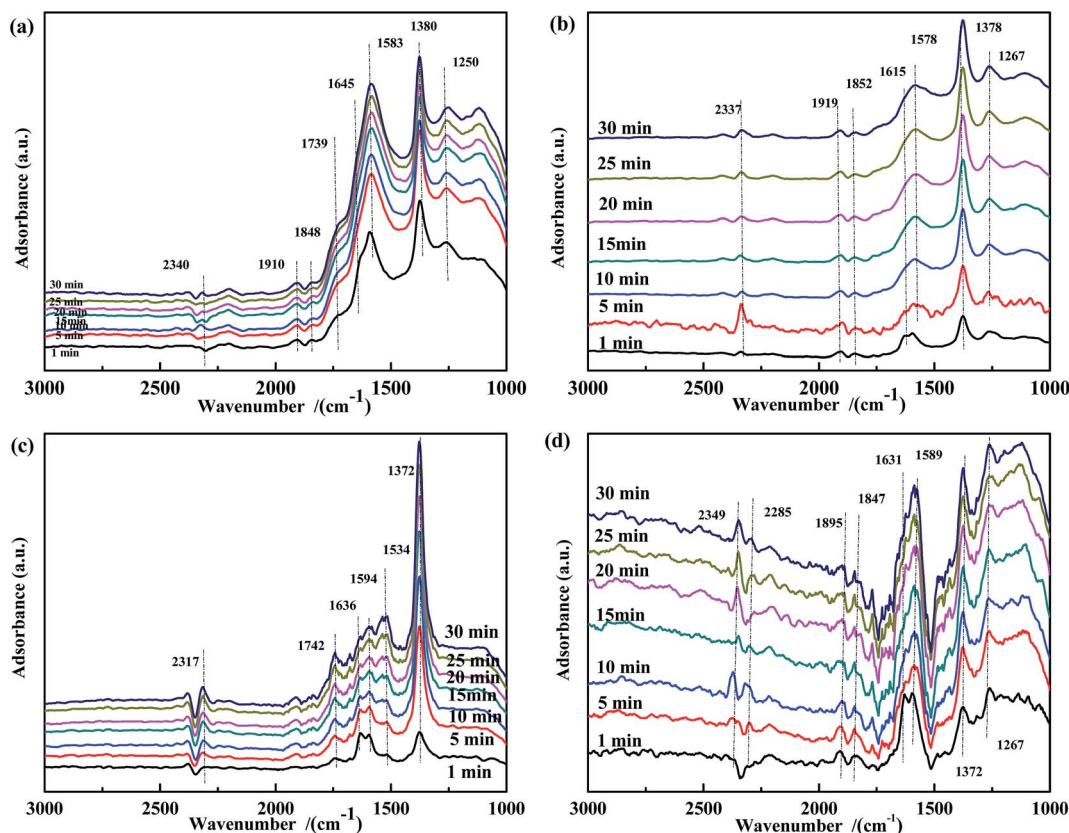 (a)
1380
1583
1250
1645
1739
1848
2340
1910
30 min
25 min
20 min
15min
10 min
5 min
1 min
Adsorbance (a.u.)
3000 2500 2000 1500 1000
Wavenumber /(cm-1)
(b)
1378
1578
1267
1615
1852
2337
1919
30 min
25 min
20 min
15min
10 min
5 min
1 min
Adsorbance (a.u.)
3000 2500 2000 1500 1000
Wavenumber /(cm-1)
(c)
1372
1534
1594
1636
1742
2317
30 min
25 min
20 min
15min
10 min
5 min
1 min
Absorbance (a.u.)
3000 2500 2000 1500 1000
Wavenumber /(cm-1)
(d)
1631 1589
1847
2349 2285
1895
30 min
25 min
20 min
15min
10 min
5 min
1 min
1267
1372
Absorbance (a.u.)
3000 2500 2000 1500 1000
Wavenumber /(cm-1)